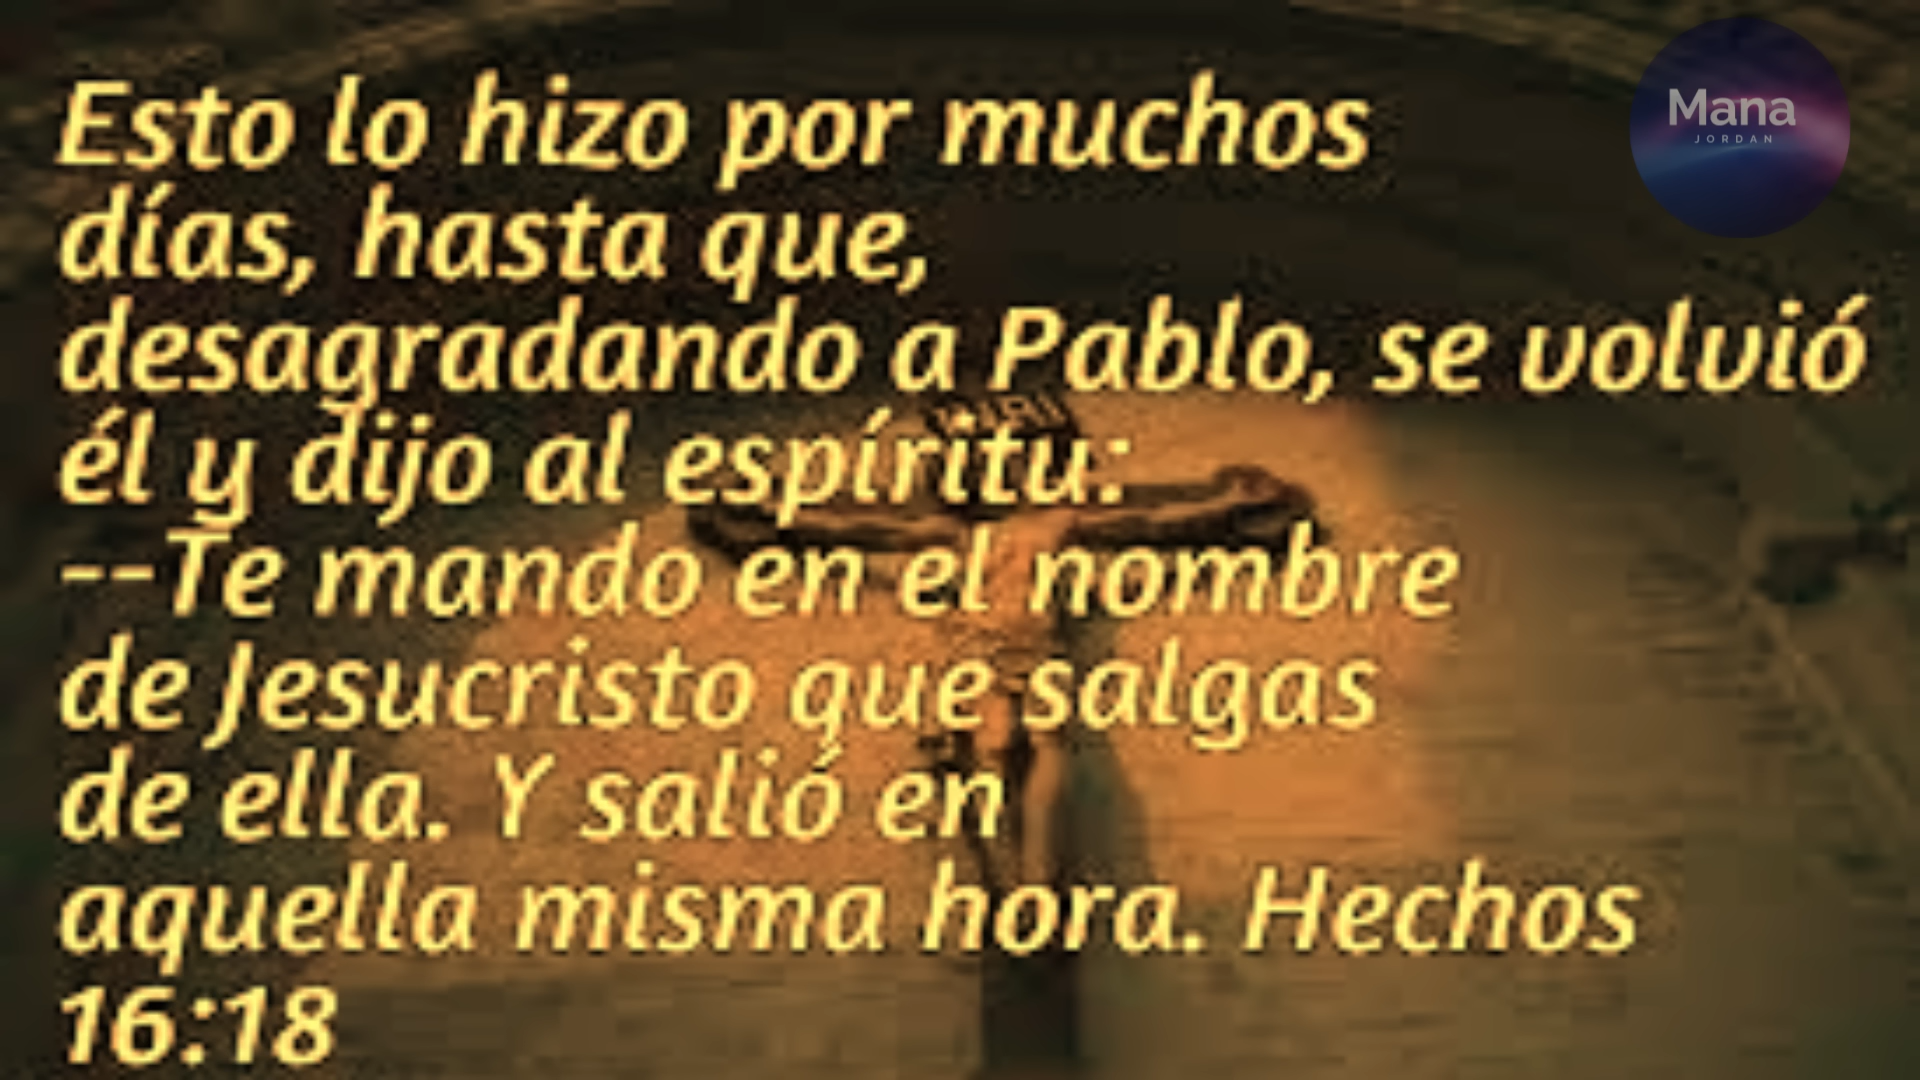 Esto lo hizo por muchos
días, hasta que,
desagradando a Pablo, se volvió
él y dijo al espíritu:
--Te mando en el nombre
de Jesucristo que salgas
de ella. Y salió en
aquella misma hora. Hechos
16:18
Mana
JORDAN